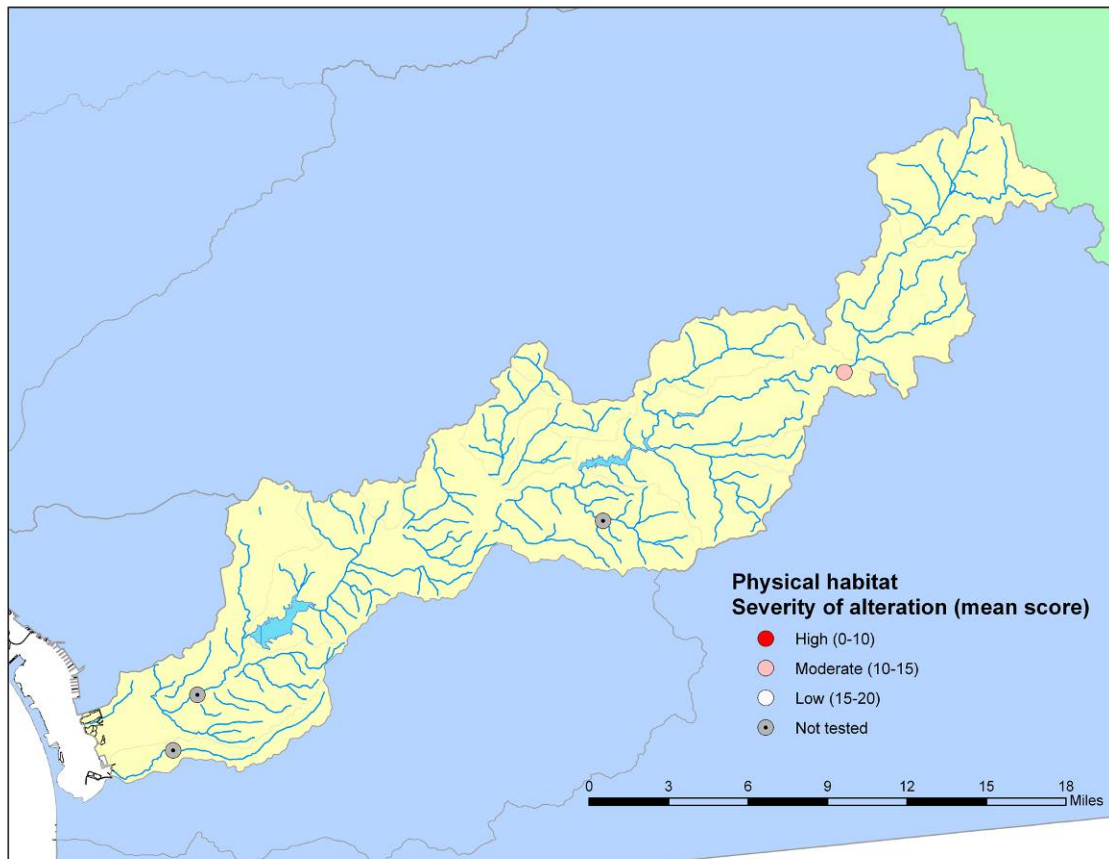 Physical habitat
Severity of alteration (mean score)
High (0-10)
Moderate (10-15)
Low (15-20)
Not tested
0 3 6 9 12 15 18
Miles